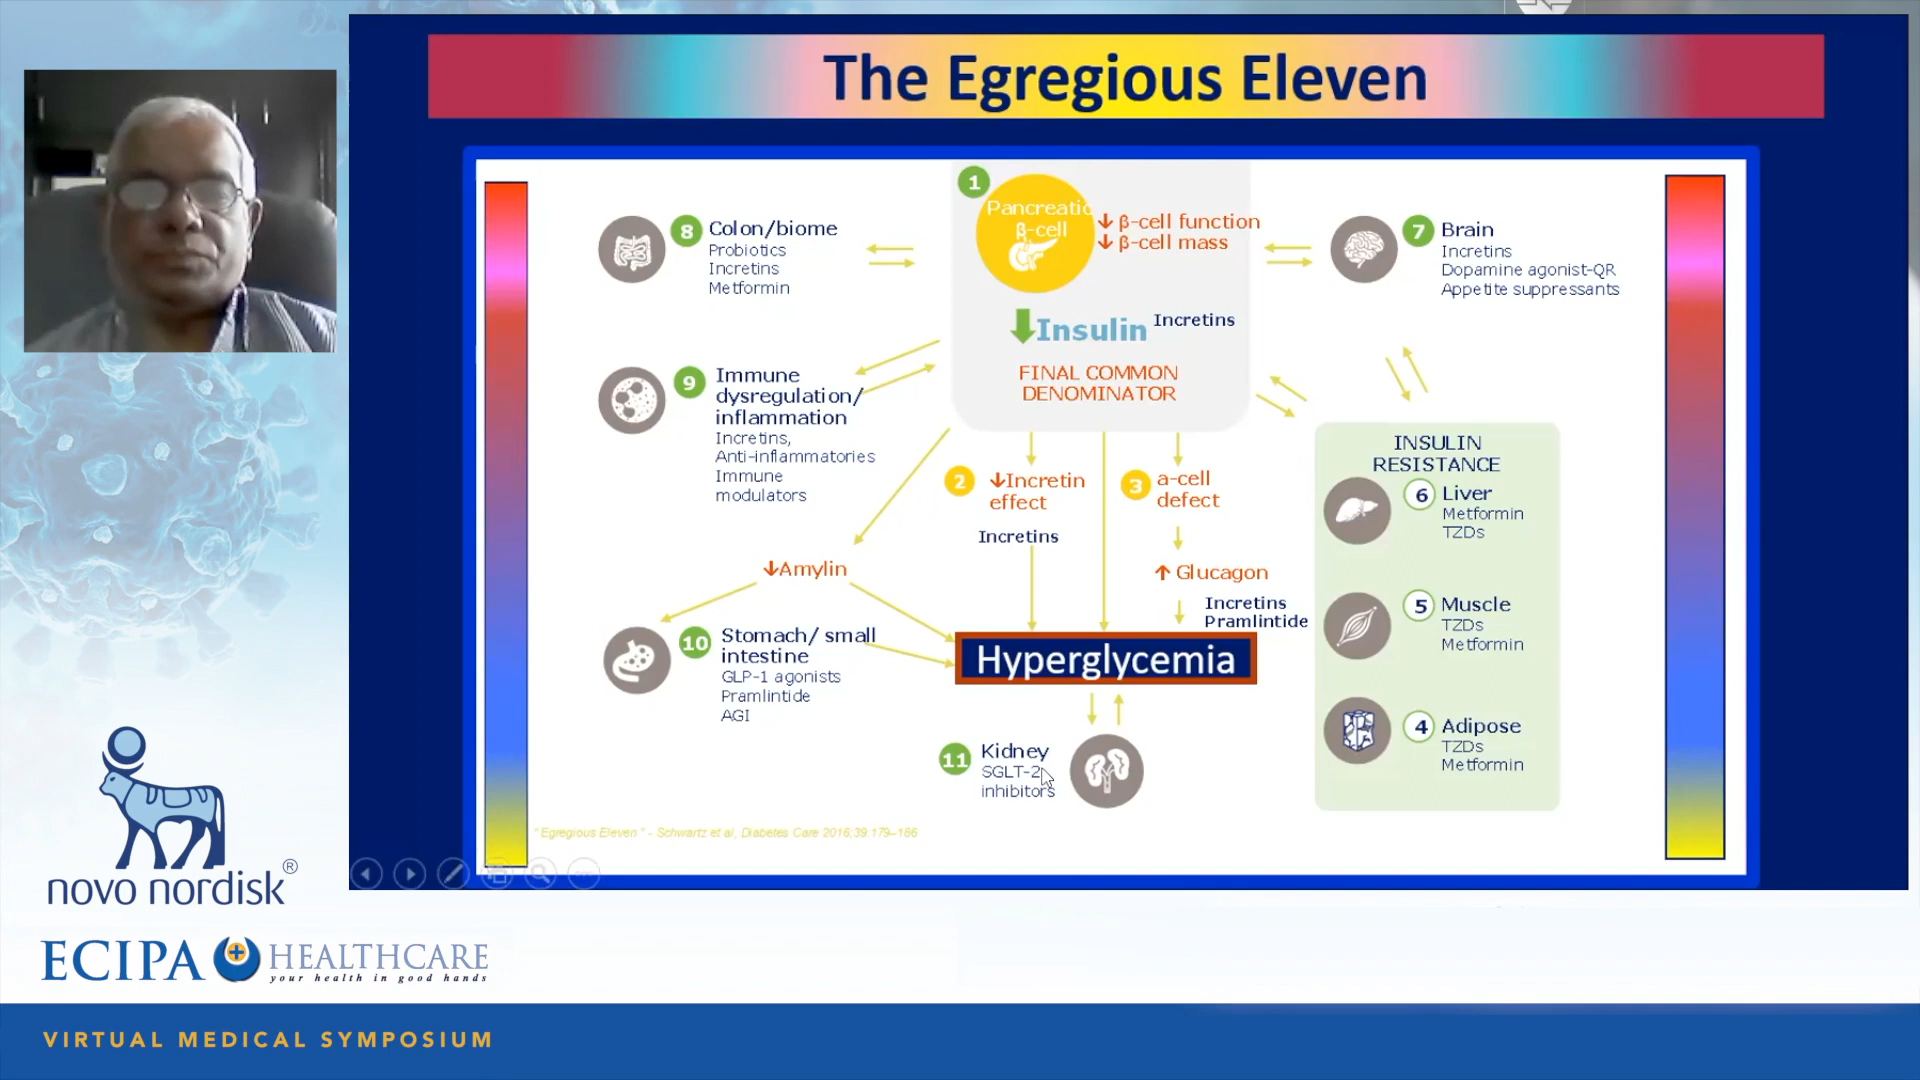 The Egregious Eleven
1
Pancreatic
β-cell
↓ β-cell function
↓ β-cell mass
Insulin
Incretins
FINAL COMMON
DENOMINATOR
8
Colon/biome
Probiotics
Incretins
Metformin
7
Brain
Incretins
Dopamine agonist-QR
Appetite suppressants
9
Immune
dysregulation/
inflammation
Incretins,
Anti-inflammatories
Immune
modulators
2
↓Incretin
effect
Incretins
3
a-cell
defect
↑ Glucagon
Incretins
Pramlintide
↓Amylin
10
Stomach/ small
intestine
GLP-1 agonists
Pramlintide
AGI
Hyperglycemia
11
Kidney
SGLT-2
inhibitors
INSULIN
RESISTANCE
6
Liver
Metformin
TZDs
5
Muscle
TZDs
Metformin
4
Adipose
TZDs
Metformin
"Egregious Eleven" - Schwartz et al, Diabetes Care 2016;39:179–186
novo nordisk®
ECIPA HEALTHCARE
your health in good hands
VIRTUAL MEDICAL SYMPOSIUM